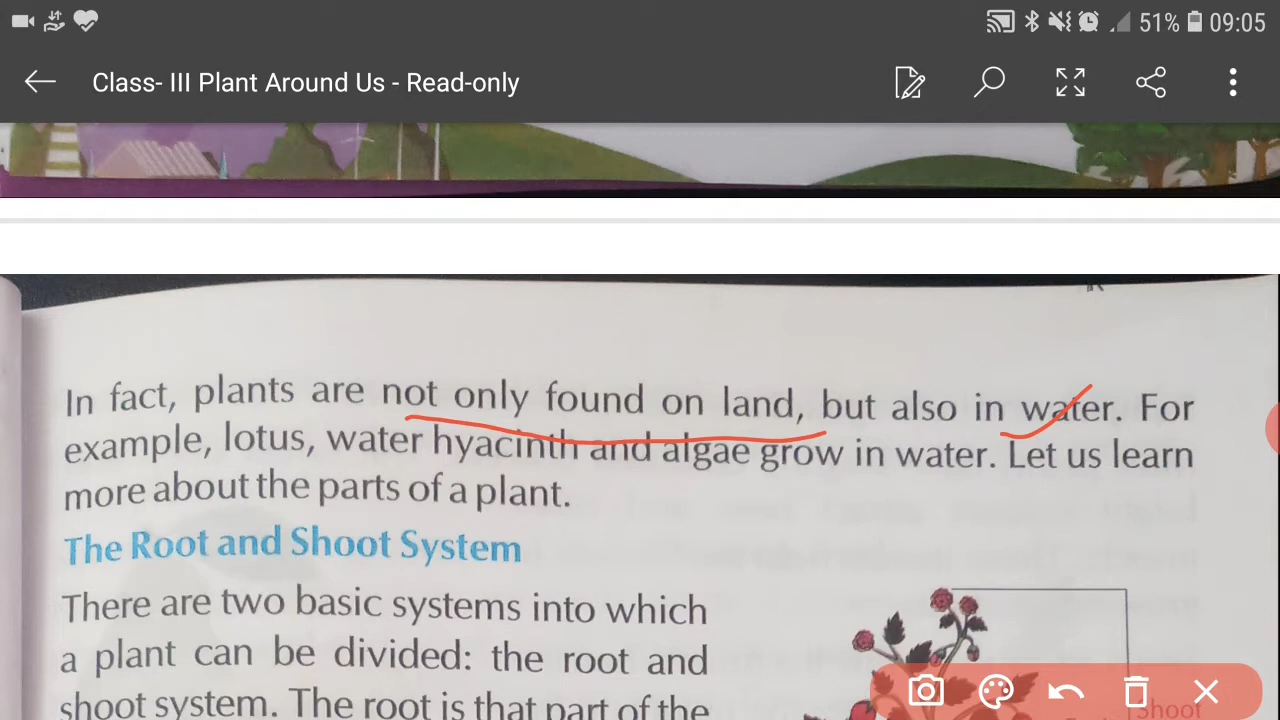 51% 09:05
Class- III Plant Around Us - Read-only
In fact, plants are not only found on land, but also in water. For
example, lotus, water hyacinth and algae grow in water. Let us learn
more about the parts of a plant.
The Root and Shoot System
There are two basic systems into which
a plant can be divided: the root and
shoot system. The root is that part of the
Shoot